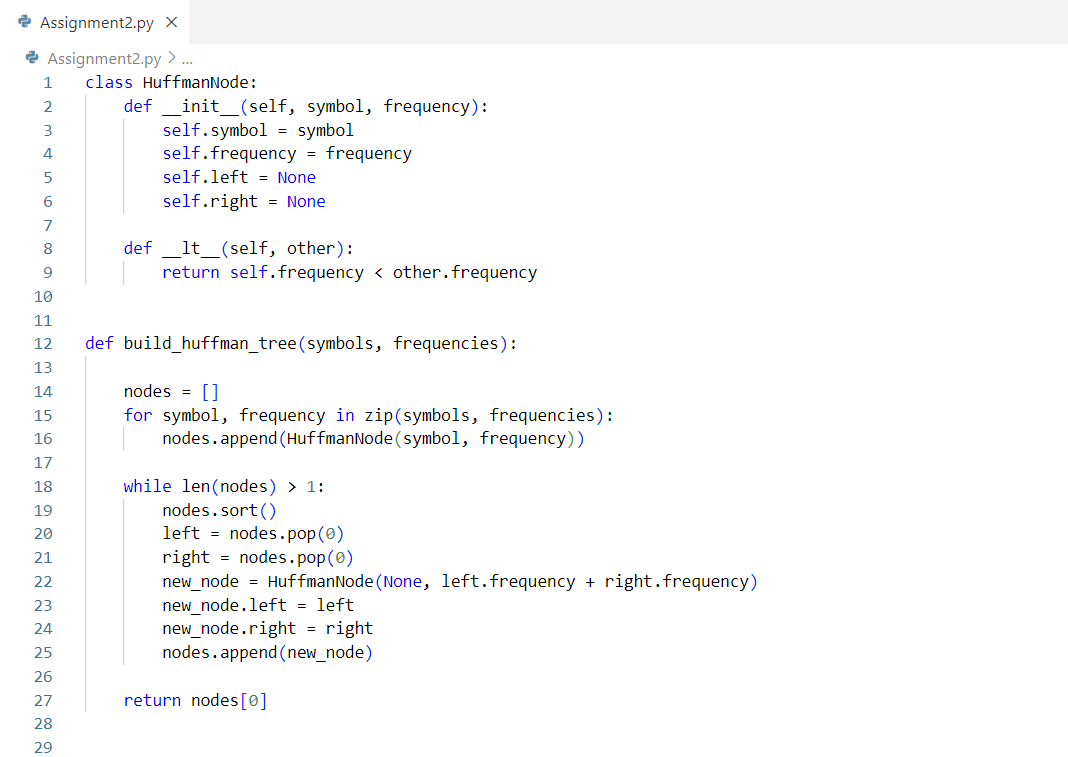 Assignment2.py ×
Assignment2.py > ...
1 class HuffmanNode:
2     def __init__(self, symbol, frequency):
3         self.symbol = symbol
4         self.frequency = frequency
5         self.left = None
6         self.right = None
7
8     def __lt__(self, other):
9         return self.frequency < other.frequency
10
11
12 def build_huffman_tree(symbols, frequencies):
13
14     nodes = []
15     for symbol, frequency in zip(symbols, frequencies):
16         nodes.append(HuffmanNode(symbol, frequency))
17
18     while len(nodes) > 1:
19         nodes.sort()
20         left = nodes.pop(0)
21         right = nodes.pop(0)
22         new_node = HuffmanNode(None, left.frequency + right.frequency)
23         new_node.left = left
24         new_node.right = right
25         nodes.append(new_node)
26
27     return nodes[0]
28
29